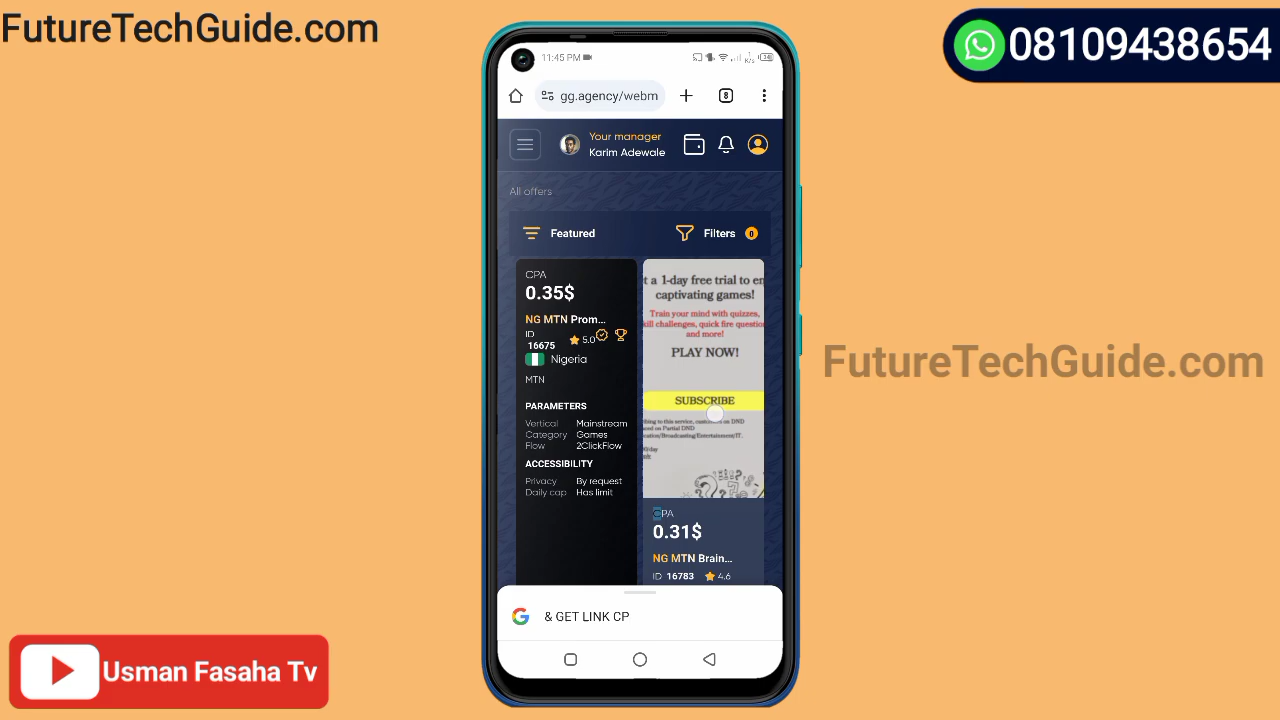 FutureTechGuide.com
08109438654
11:45 PM
gg.agency/webm
8
Your manager
Karim Adewale
All offers
Featured
Filters 0
CPA
0.35$
NG MTN Prom...
ID 16675 5.0
Nigeria
MTN
PARAMETERS
Vertical Mainstream
Category Games
Flow 2ClickFlow
ACCESSIBILITY
Privacy By request
Daily cap Has limit
t a 1-day free trial to en
captivating games!
Train your mind with quizzes,
kill challenges, quick fire question
and more!
PLAY NOW!
SUBSCRIBE
CPA
0.31$
NG MTN Brain...
ID 16783 4.6
& GET LINK CP
FutureTechGuide.com
Usman Fasaha Tv